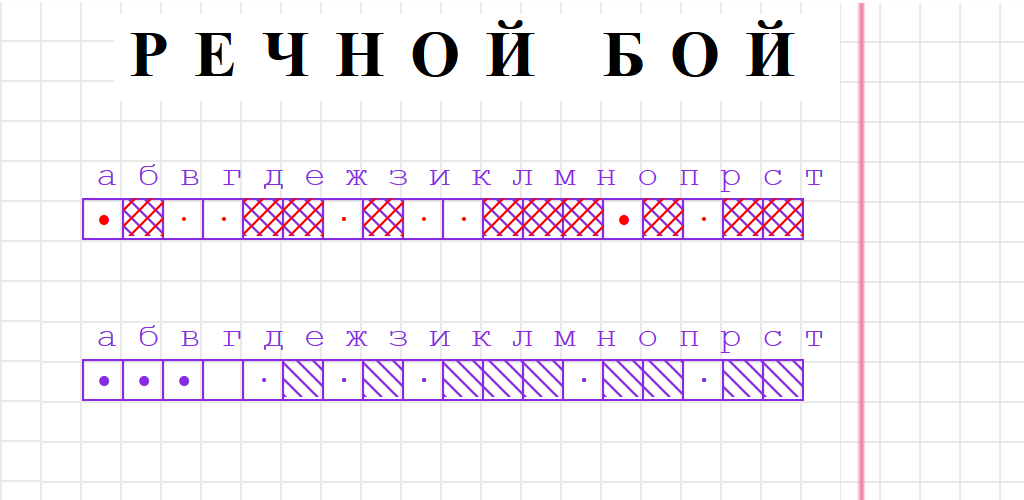 РЕЧНОЙ БОЙ
а б в г д е ж з и к л м н о п р с т
а б в г д е ж з и к л м н о п р с т